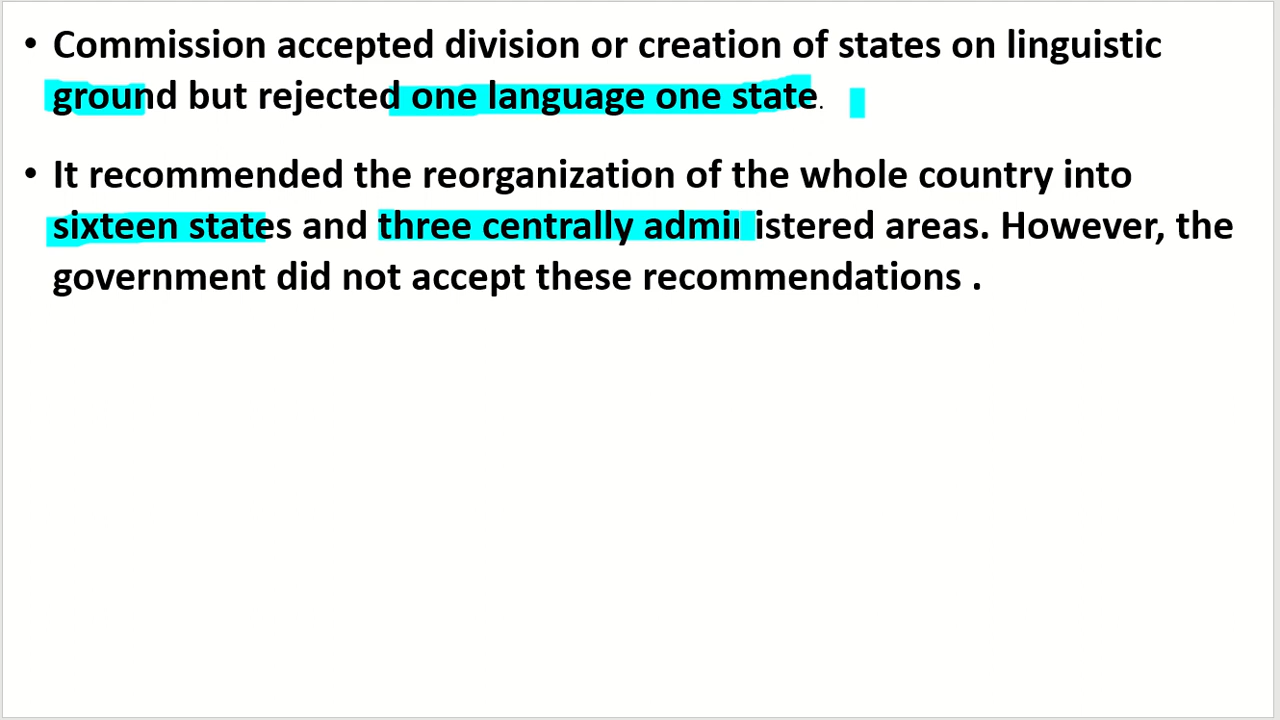 • Commission accepted division or creation of states on linguistic
ground but rejected one language one state.
• It recommended the reorganization of the whole country into
sixteen states and three centrally administered areas. However, the
government did not accept these recommendations .